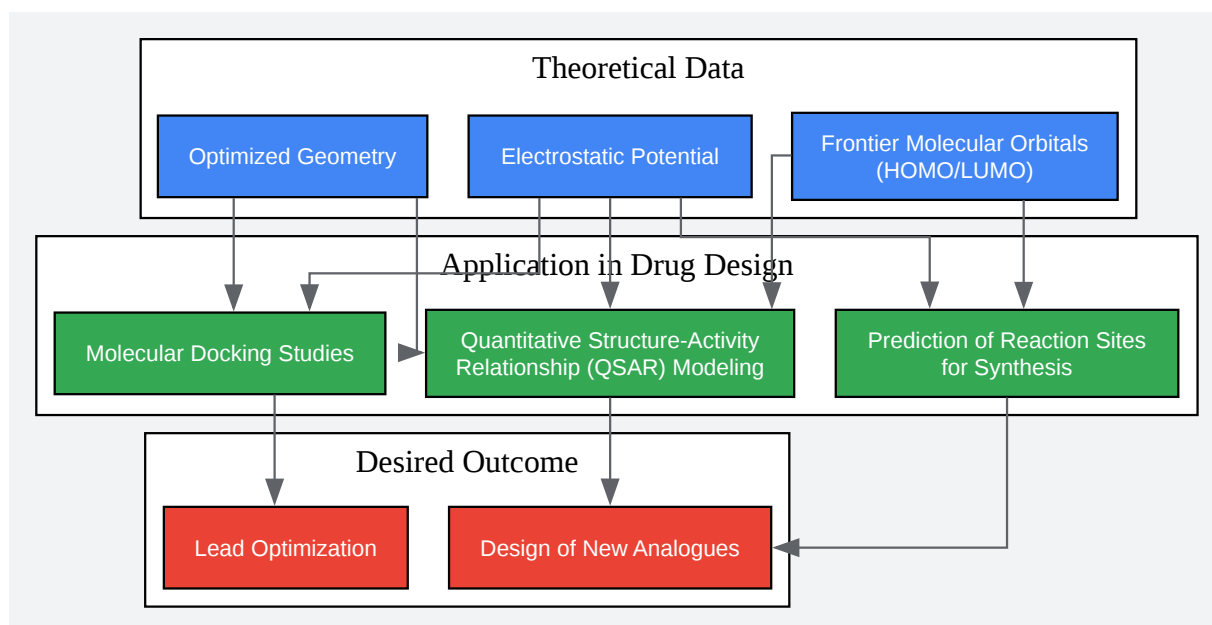 Theoretical Data
Optimized Geometry
Electrostatic Potential
Frontier Molecular Orbitals
(HOMO/LUMO)
Application in Drug Design
Molecular Docking Studies
Quantitative Structure-Activity
Relationship (QSAR) Modeling
Prediction of Reaction Sites
for Synthesis
Desired Outcome
Lead Optimization
Design of New Analogues